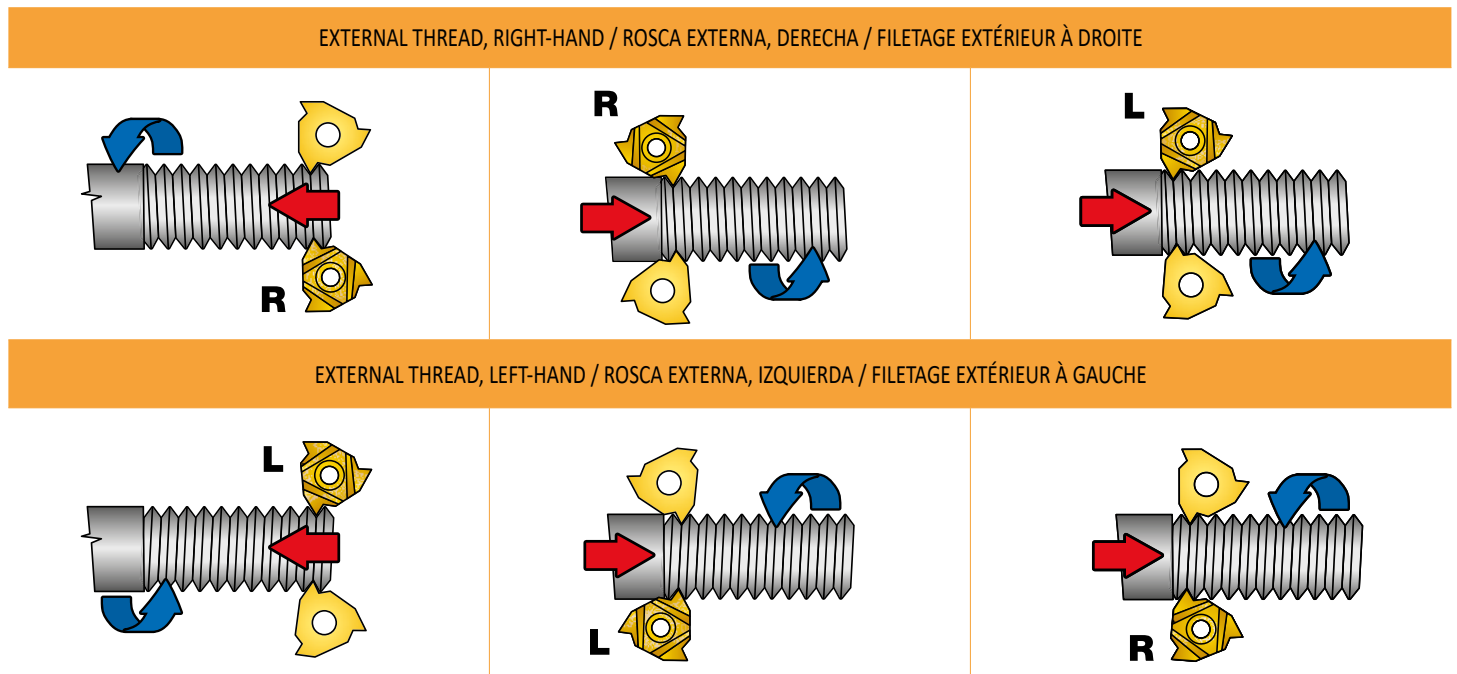 EXTERNAL THREAD, RIGHT-HAND / ROSCA EXTERNA, DERECHA / FILETAGE EXTÉRIEUR À DROITE
R
L
R
EXTERNAL THREAD, LEFT-HAND / ROSCA EXTERNA, IZQUIERDA / FILETAGE EXTÉRIEUR À GAUCHE
L
L
R